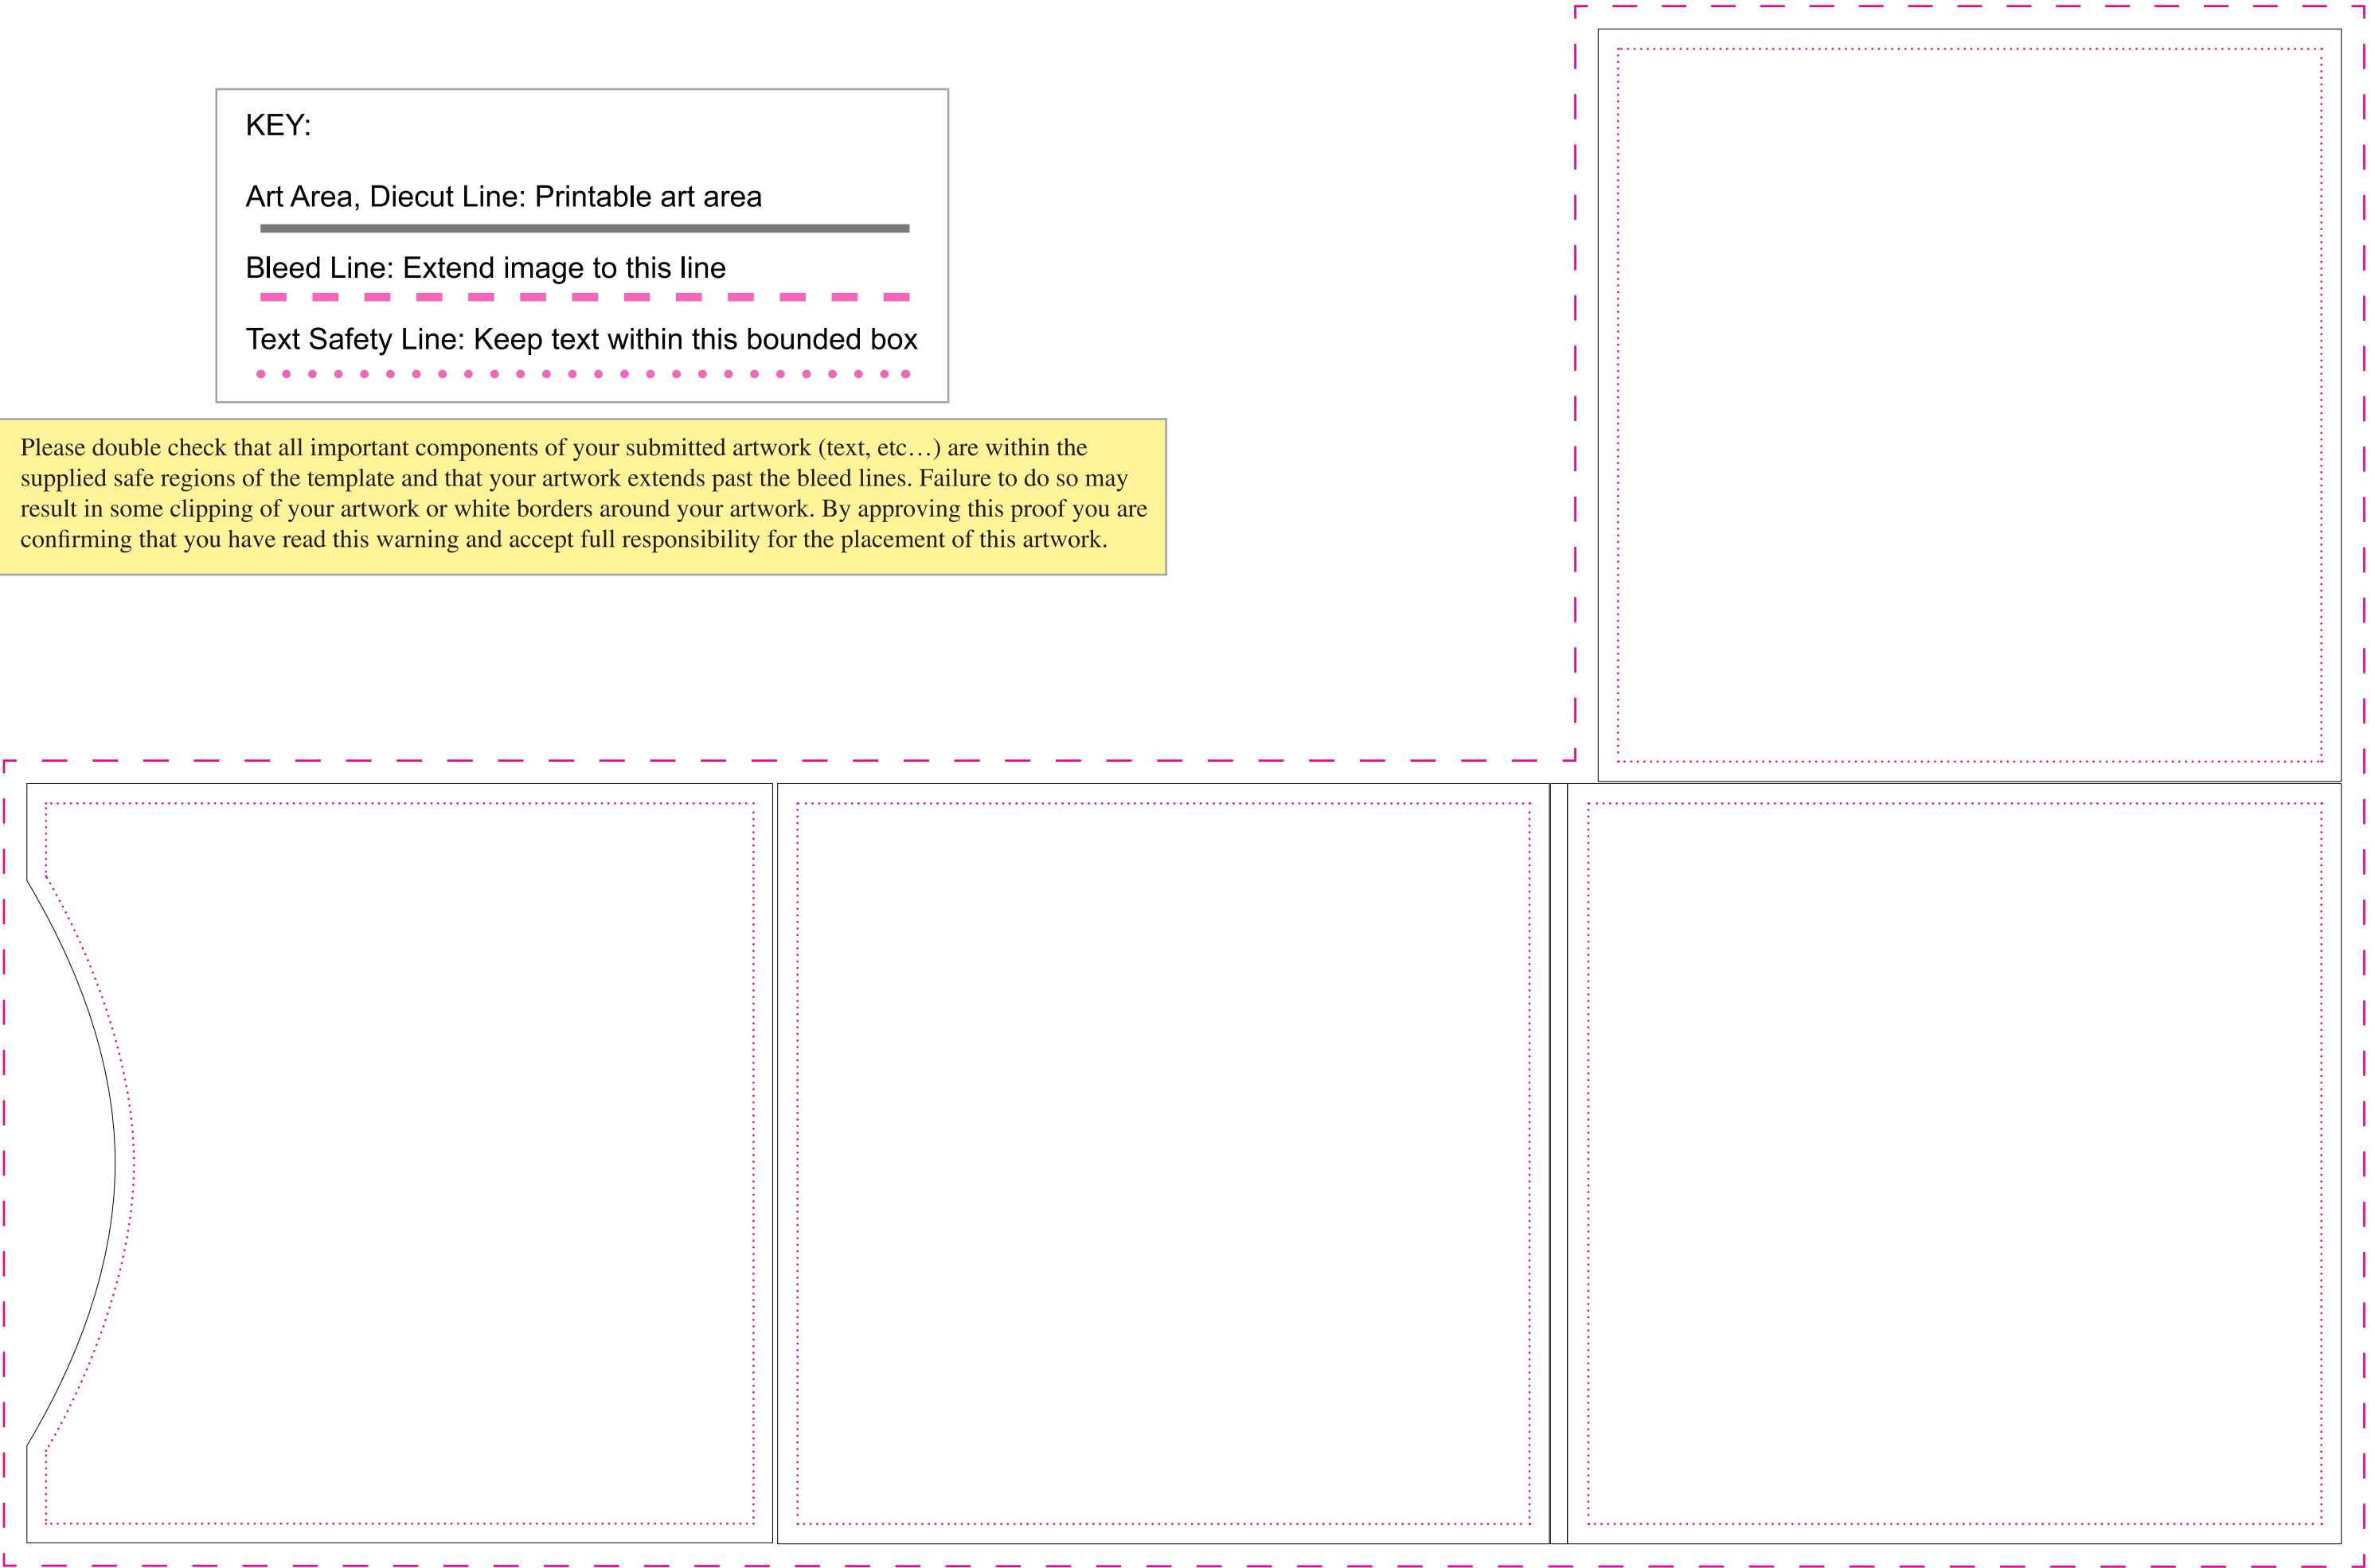 KEY:
Art Area, Diecut Line: Printable art area
Bleed Line: Extend image to this line
Text Safety Line: Keep text within this bounded box
Please double check that all important components of your submitted artwork (text, etc…) are within the
supplied safe regions of the template and that your artwork extends past the bleed lines. Failure to do so may
result in some clipping of your artwork or white borders around your artwork. By approving this proof you are
confirming that you have read this warning and accept full responsibility for the placement of this artwork.